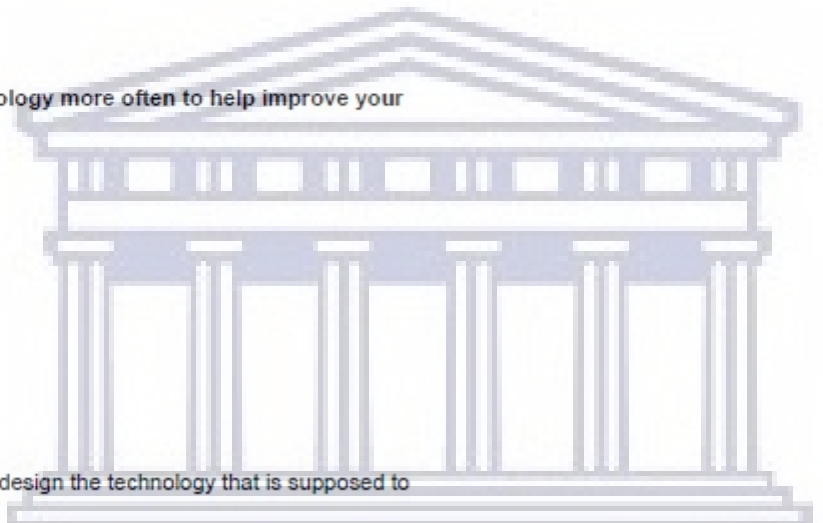 ology more often to help improve your
design the technology that is supposed to